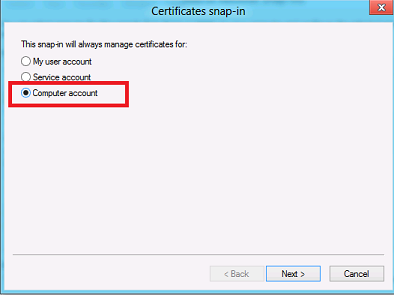 Certificates snap-in
This snap-in will always manage certificates for:
My user account
Service account
Computer account
< Back
Next >
Cancel